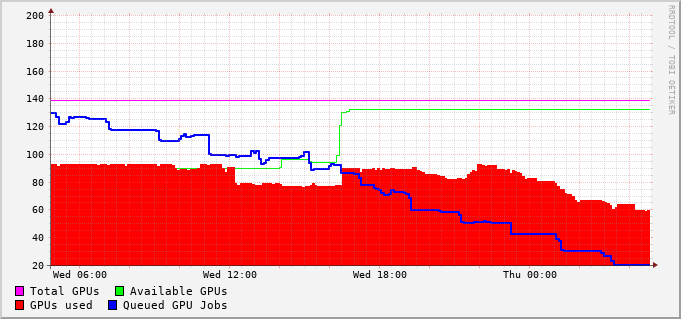 200
180
160
140
120
100
80
60
40
20
Wed 06:00 Wed 12:00 Wed 18:00 Thu 00:00
Total GPUs Available GPUs
GPUs used Queued GPU Jobs
RRDTOOL / TOBI OETIKER